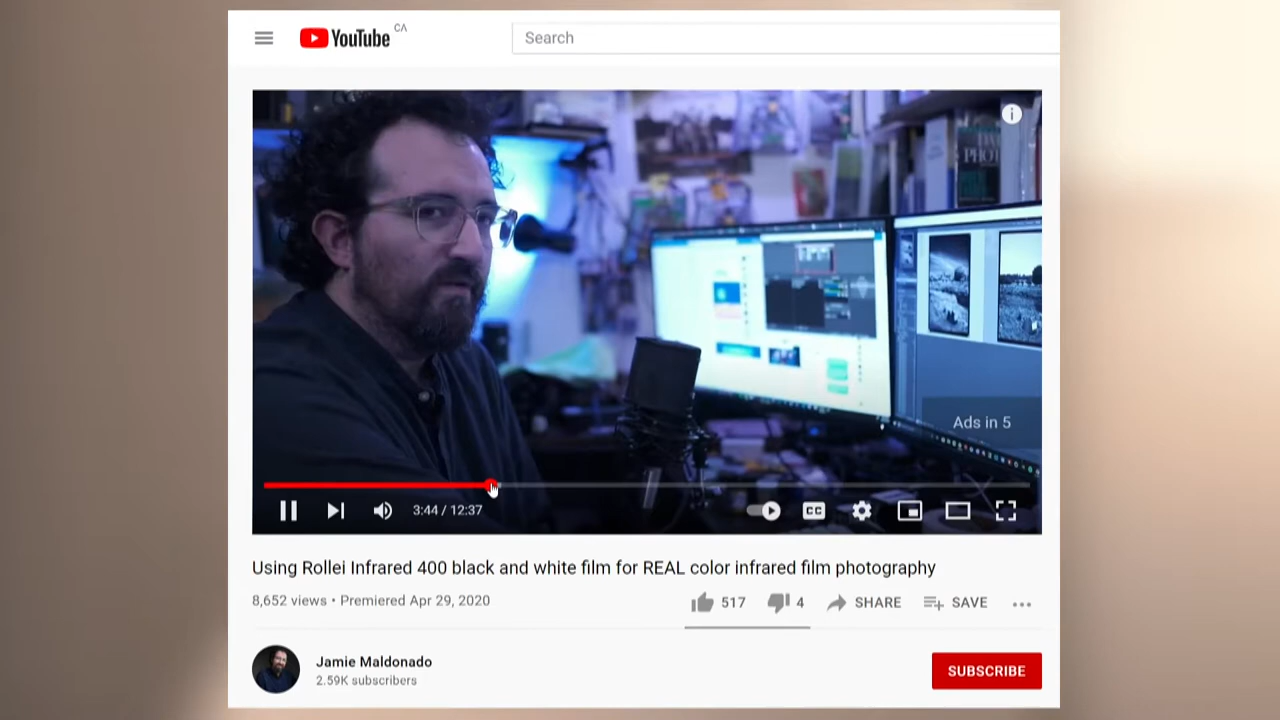 YouTube CA
Search
PHOT
Ads in 5
3:44 / 12:37
CC
Using Rollei Infrared 400 black and white film for REAL color infrared film photography
8,652 views • Premiered Apr 29, 2020
517
4
SHARE
SAVE
Jamie Maldonado
2.59K subscribers
SUBSCRIBE